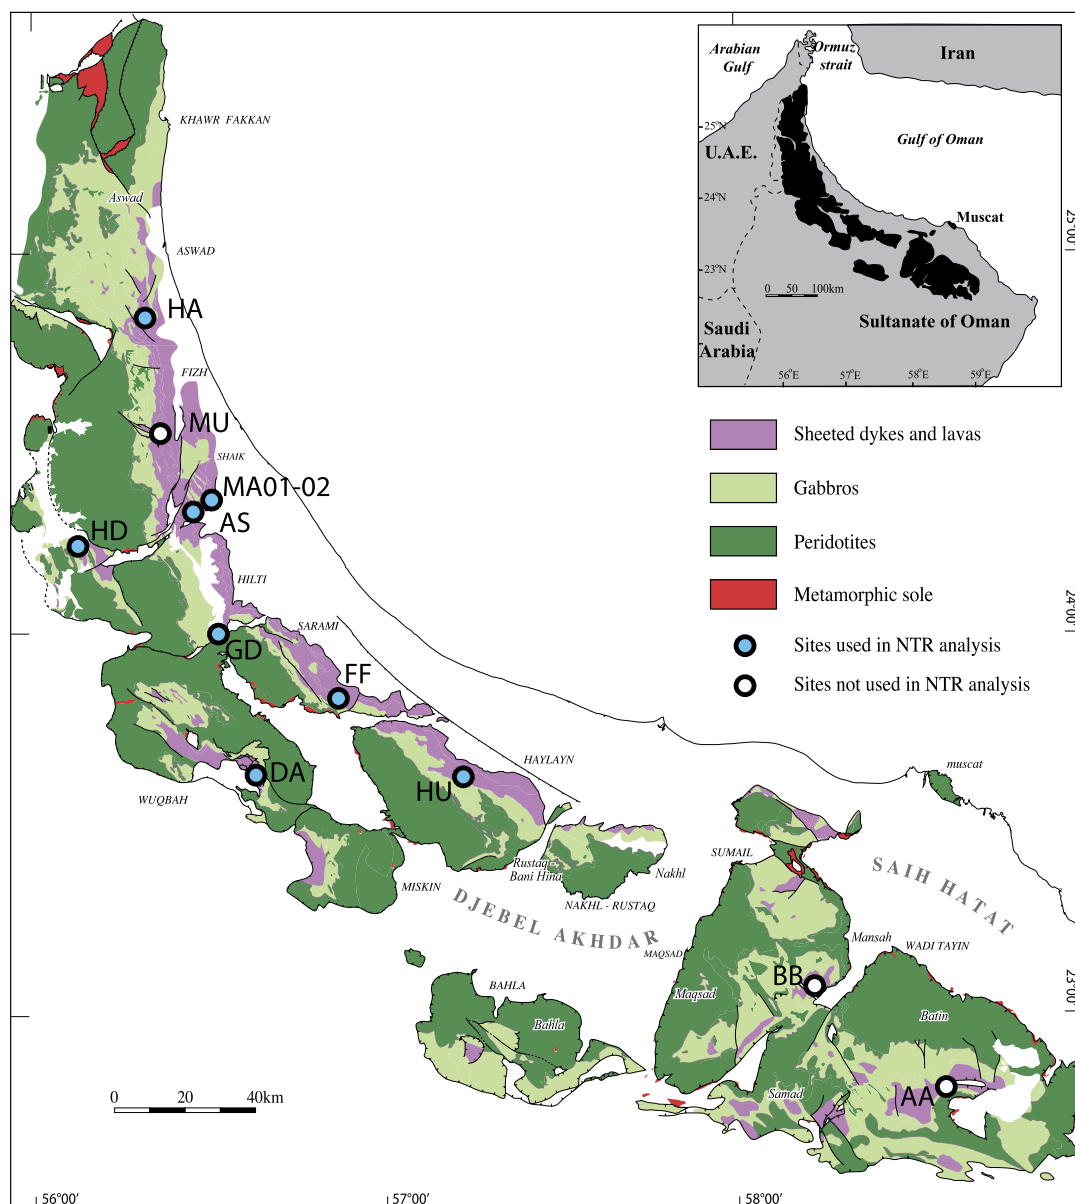 Arabian
Gulf
Ormuz
strait
Iran
25°N
U.A.E.
Gulf of Oman
24°N
Muscat
23°N
0 50 100km
Sultanate of Oman
Saudi
Arabia
56°E 57°E 58°E 59°E
KHAWR FAKKAN
Aswad
ASWAD
25°00'
HA
FIZH
MU
SHAIK
MA01-02
AS
HD
HILTI
SARAMI
GD
FF
24°00'
Sheeted dykes and lavas
Gabbros
Peridotites
Metamorphic sole
Sites used in NTR analysis
Sites not used in NTR analysis
DA
WUQBAH
HAYLAYN
HU
muscat
MISKIN
Rustaq -
Bani Hina
Nakhl
NAKHL - RUSTAQ
SUMAIL
DJEBEL AKHDAR
SAIH HATAT
MAQSAD
Mansah
WADI TAYIN
BAHLA
Bahla
Maqsad
BB
Batin
23°00'
Samad
AA
0 20 40km
56°00' 57°00' 58°00'